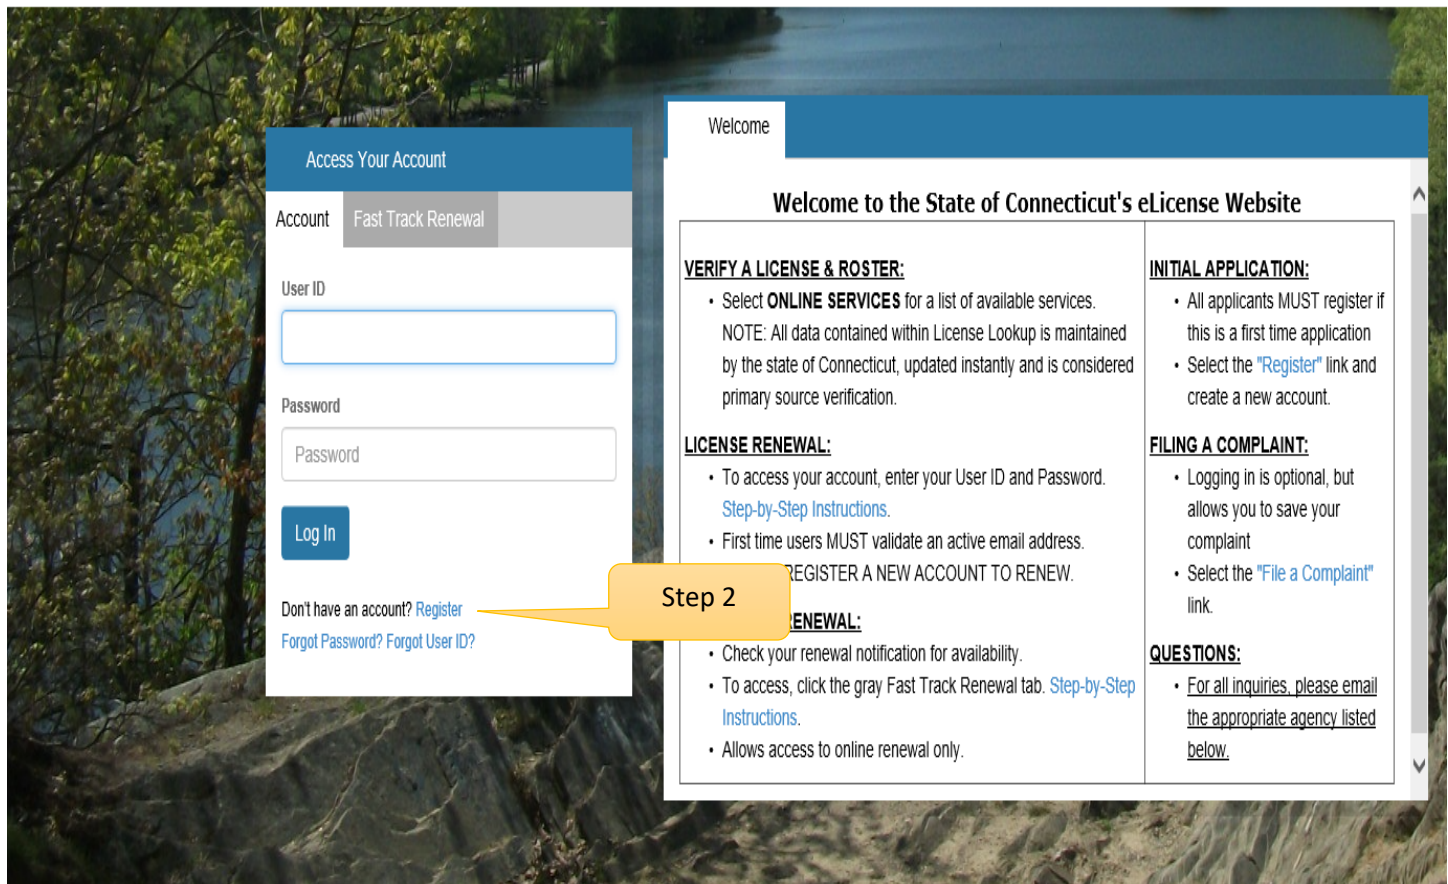 Access Your Account
Account
Fast Track Renewal
User ID
Password
Password
Log In
Don't have an account? Register
Forgot Password? Forgot User ID?
Step 2
Welcome
Welcome to the State of Connecticut's eLicense Website
VERIFY A LICENSE & ROSTER:
• Select ONLINE SERVICES for a list of available services.
NOTE: All data contained within License Lookup is maintained
by the state of Connecticut, updated instantly and is considered
primary source verification.
LICENSE RENEWAL:
• To access your account, enter your User ID and Password.
Step-by-Step Instructions.
• First time users MUST validate an active email address.
REGISTER A NEW ACCOUNT TO RENEW.
RENEWAL:
• Check your renewal notification for availability.
• To access, click the gray Fast Track Renewal tab. Step-by-Step
Instructions.
• Allows access to online renewal only.
INITIAL APPLICATION:
• All applicants MUST register if
this is a first time application
• Select the "Register" link and
create a new account.
FILING A COMPLAINT:
• Logging in is optional, but
allows you to save your
complaint
• Select the "File a Complaint"
link.
QUESTIONS:
• For all inquiries, please email
the appropriate agency listed
below.